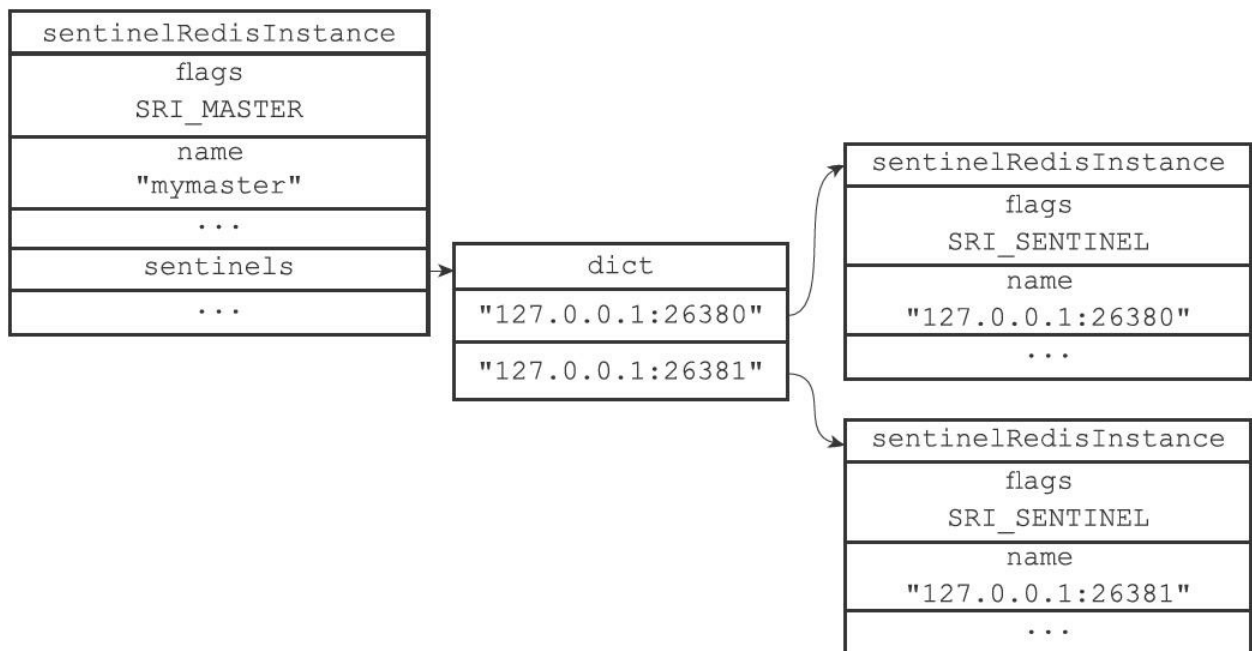 sentinelRedisInstance
flags
SRI_MASTER
name
"mymaster"
...
sentinels
...
dict
"127.0.0.1:26380"
"127.0.0.1:26381"
sentinelRedisInstance
flags
SRI_SENTINEL
name
"127.0.0.1:26380"
...
sentinelRedisInstance
flags
SRI_SENTINEL
name
"127.0.0.1:26381"
...